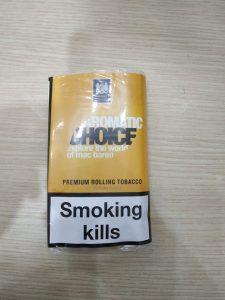 AROMATIC
CHOICE
explore the world
of mac baren
PREMIUM ROLLING TOBACCO
Smoking
kills